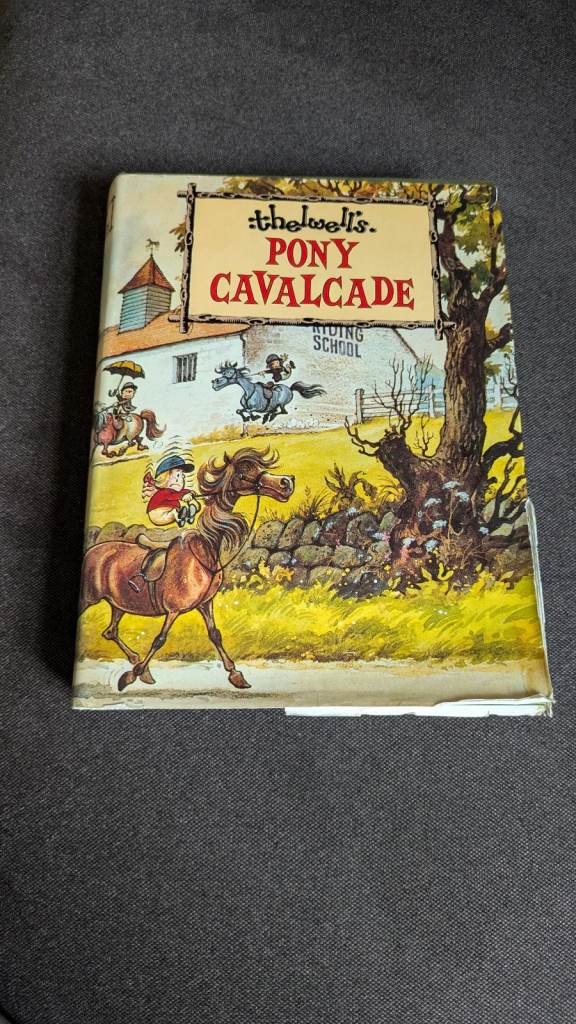 thelwell's
PONY
CAVALCADE
RIDING
SCHOOL